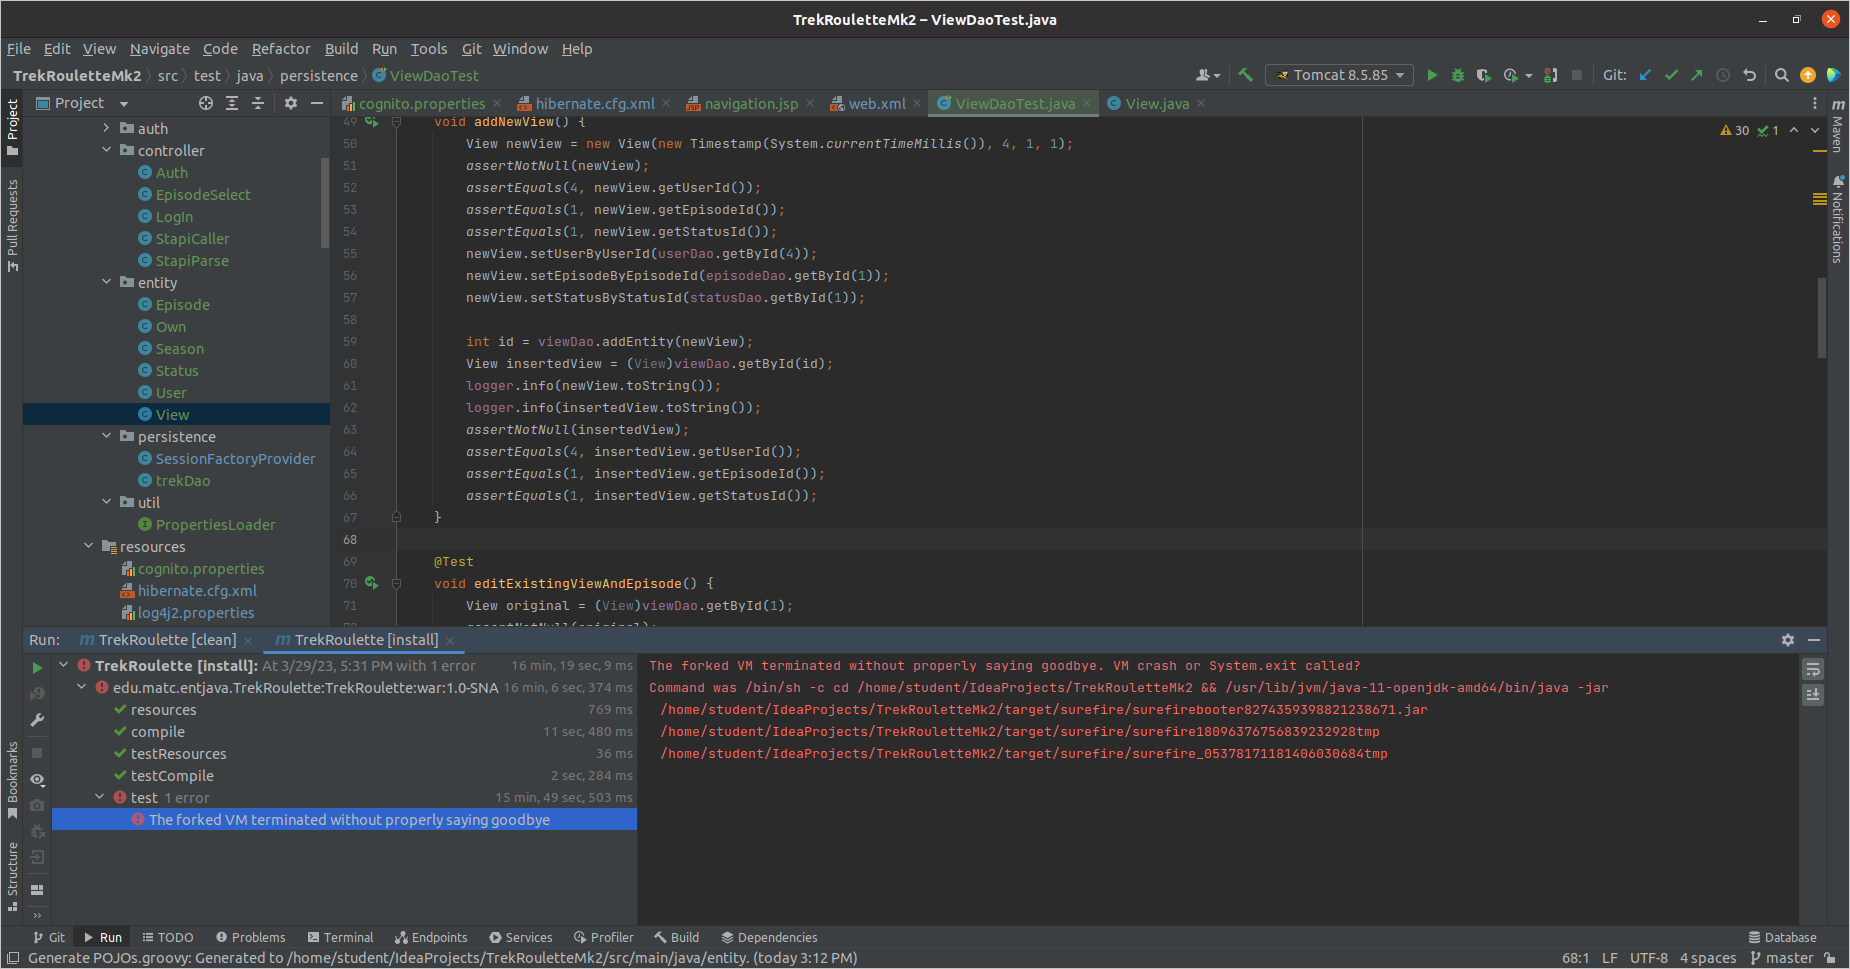 TrekRouletteMk2 – ViewDaoTest.java
File Edit View Navigate Code Refactor Build Run Tools Git Window Help
TrekRouletteMk2 src test java persistence ViewDaoTest
Tomcat 8.5.85
Git:
Project
cognito.properties
hibernate.cfg.xml
navigation.jsp
web.xml
ViewDaoTest.java
View.java
Project
Pull Requests
Bookmarks
Structure
auth
controller
Auth
EpisodeSelect
LogIn
StapiCaller
StapiParse
entity
Episode
Own
Season
Status
User
View
persistence
SessionFactoryProvider
trekDao
util
PropertiesLoader
resources
cognito.properties
hibernate.cfg.xml
log4j2.properties
30 1
49 void addNewView() {
50 View newView = new View(new Timestamp(System.currentTimeMillis()), 4, 1, 1);
51 assertNotNull(newView);
52 assertEquals(4, newView.getUserId());
53 assertEquals(1, newView.getEpisodeId());
54 assertEquals(1, newView.getStatusId());
55 newView.setUserByUserId(userDao.getById(4));
56 newView.setEpisodeByEpisodeId(episodeDao.getById(1));
57 newView.setStatusByStatusId(statusDao.getById(1));
58
59 int id = viewDao.addEntity(newView);
60 View insertedView = (View)viewDao.getById(id);
61 logger.info(newView.toString());
62 logger.info(insertedView.toString());
63 assertNotNull(insertedView);
64 assertEquals(4, insertedView.getUserId());
65 assertEquals(1, insertedView.getEpisodeId());
66 assertEquals(1, insertedView.getStatusId());
67 }
68
69 @Test
70 void editExistingViewAndEpisode() {
71 View original = (View)viewDao.getById(1);
72 assertNotNull(original);
Maven
Notifications
Run: TrekRoulette [clean] TrekRoulette [install]
TrekRoulette [install]: At 3/29/23, 5:31 PM with 1 error 16 min, 19 sec, 9 ms
edu.matc.entjava.TrekRoulette:TrekRoulette:war:1.0-SNA 16 min, 6 sec, 374 ms
resources 769 ms
compile 11 sec, 480 ms
testResources 36 ms
testCompile 2 sec, 284 ms
test 1 error 15 min, 49 sec, 503 ms
The forked VM terminated without properly saying goodbye
The forked VM terminated without properly saying goodbye. VM crash or System.exit called?
Command was /bin/sh -c cd /home/student/IdeaProjects/TrekRouletteMk2 && /usr/lib/jvm/java-11-openjdk-amd64/bin/java -jar
/home/student/IdeaProjects/TrekRouletteMk2/target/surefire/surefirebooter8274359398821238671.jar
/home/student/IdeaProjects/TrekRouletteMk2/target/surefire/surefire18096376756839232928tmp
/home/student/IdeaProjects/TrekRouletteMk2/target/surefire/surefire_05378171181406030684tmp
Git Run TODO Problems Terminal Endpoints Services Profiler Build Dependencies Database
Generate POJOs.groovy: Generated to /home/student/IdeaProjects/TrekRouletteMk2/src/main/java/entity. (today 3:12 PM) 68:1 LF UTF-8 4 spaces master